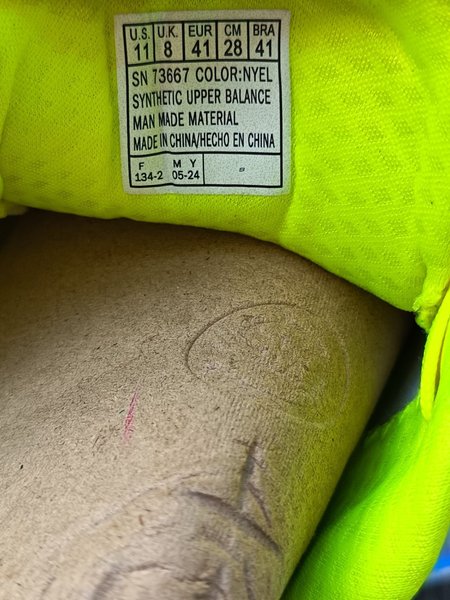 U.S. U.K. EUR CM BRA
11 8 41 28 41
SN 73667 COLOR:NYEL
SYNTHETIC UPPER BALANCE
MAN MADE MATERIAL
MADE IN CHINA/HECHO EN CHINA
F M Y
134-2 05-24 S